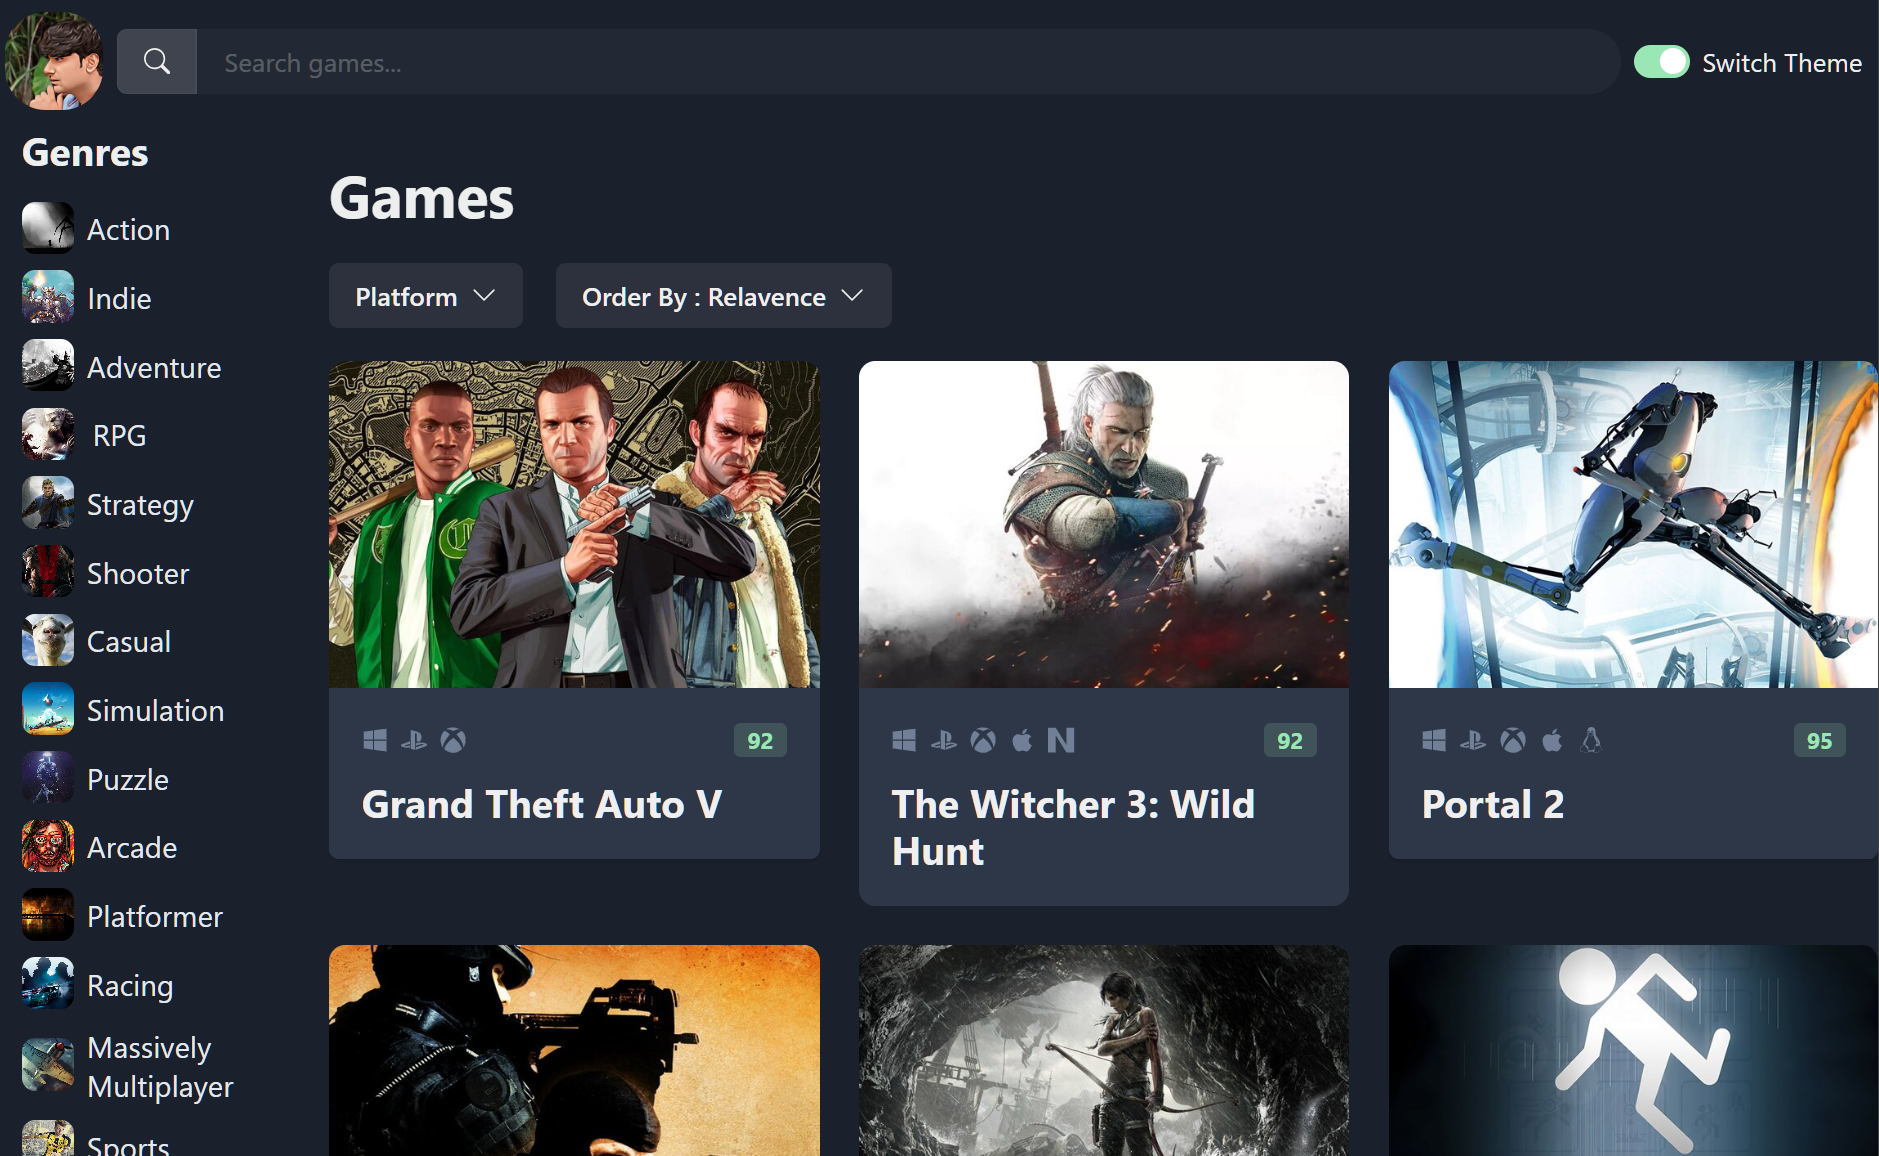 Search games...
Switch Theme
Genres
Action
Indie
Adventure
RPG
Strategy
Shooter
Casual
Simulation
Puzzle
Arcade
Platformer
Racing
Massively
Multiplayer
Sports
Games
Platform
Order By : Relavence
92
Grand Theft Auto V
92
The Witcher 3: Wild
Hunt
95
Portal 2